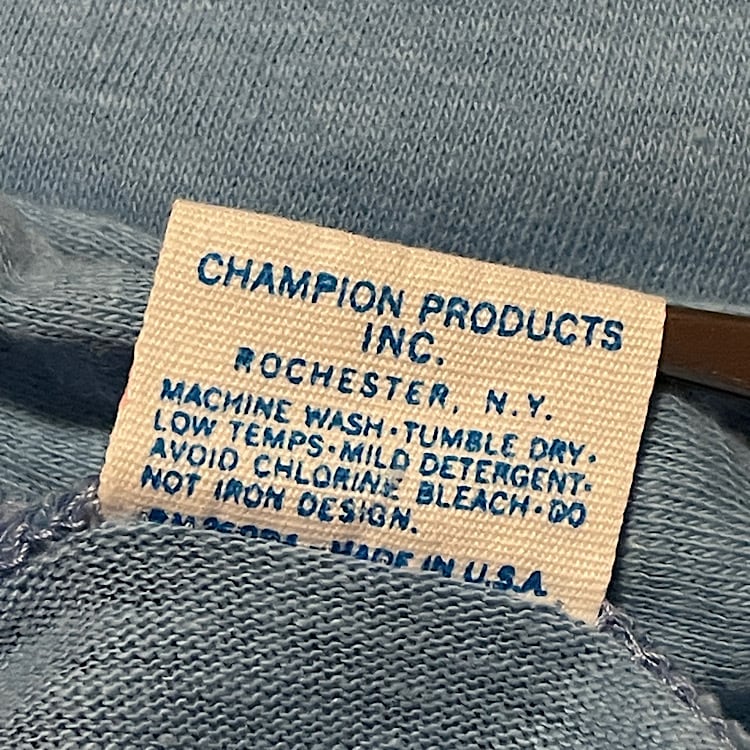 CHAMPION PRODUCTS
INC.
ROCHESTER, N.Y.
MACHINE WASH·TUMBLE DRY·
LOW TEMPS·MILD DETERGENT·
AVOID CHLORINE BLEACH·DO
NOT IRON DESIGN.
MADE IN U.S.A.